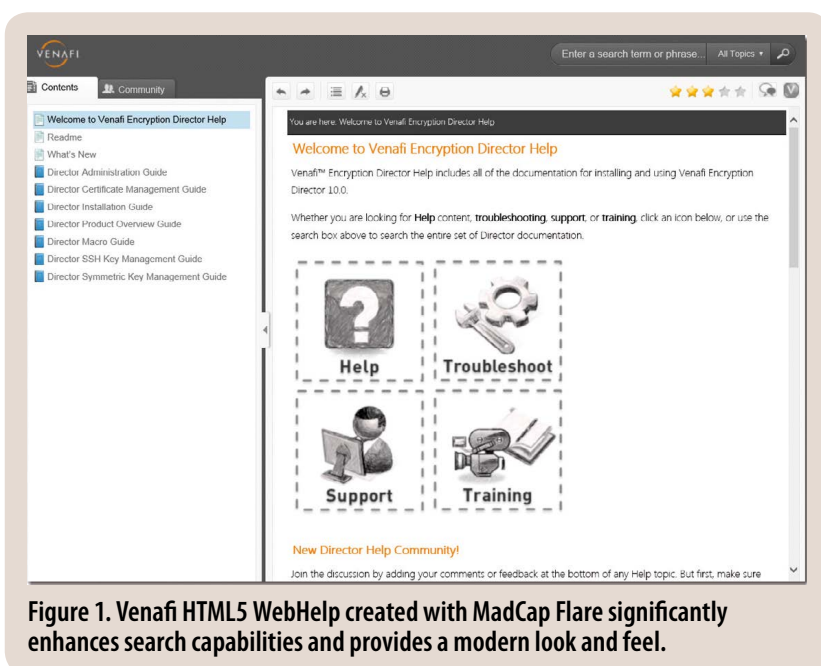 VENAFI
Enter a search term or phrase... All Topics
Contents
Community
Welcome to Venafi Encryption Director Help
Readme
What's New
Director Administration Guide
Director Certificate Management Guide
Director Installation Guide
Director Product Overview Guide
Director Macro Guide
Director SSH Key Management Guide
Director Symmetric Key Management Guide
You are here: Welcome to Venafi Encryption Director Help
Welcome to Venafi Encryption Director Help
Venafi™ Encryption Director Help includes all of the documentation for installing and using Venafi Encryption
Director 10.0.
Whether you are looking for Help content, troubleshooting, support, or training, click an icon below, or use the
search box above to search the entire set of Director documentation.
Help
Troubleshoot
Support
Training
New Director Help Community!
Join the discussion by adding your comments or feedback at the bottom of any Help topic. But first, make sure
Figure 1. Venafi HTML5 WebHelp created with MadCap Flare significantly
enhances search capabilities and provides a modern look and feel.